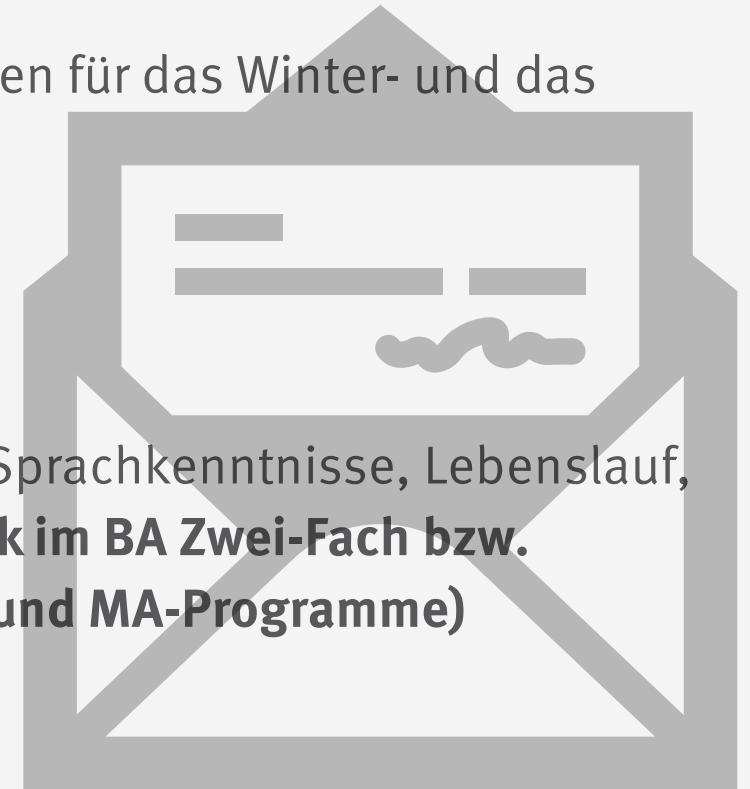 en für das Winter- und das
Sprachkenntnisse, Lebenslauf,
k im BA Zwei-Fach bzw.
und MA-Programme)